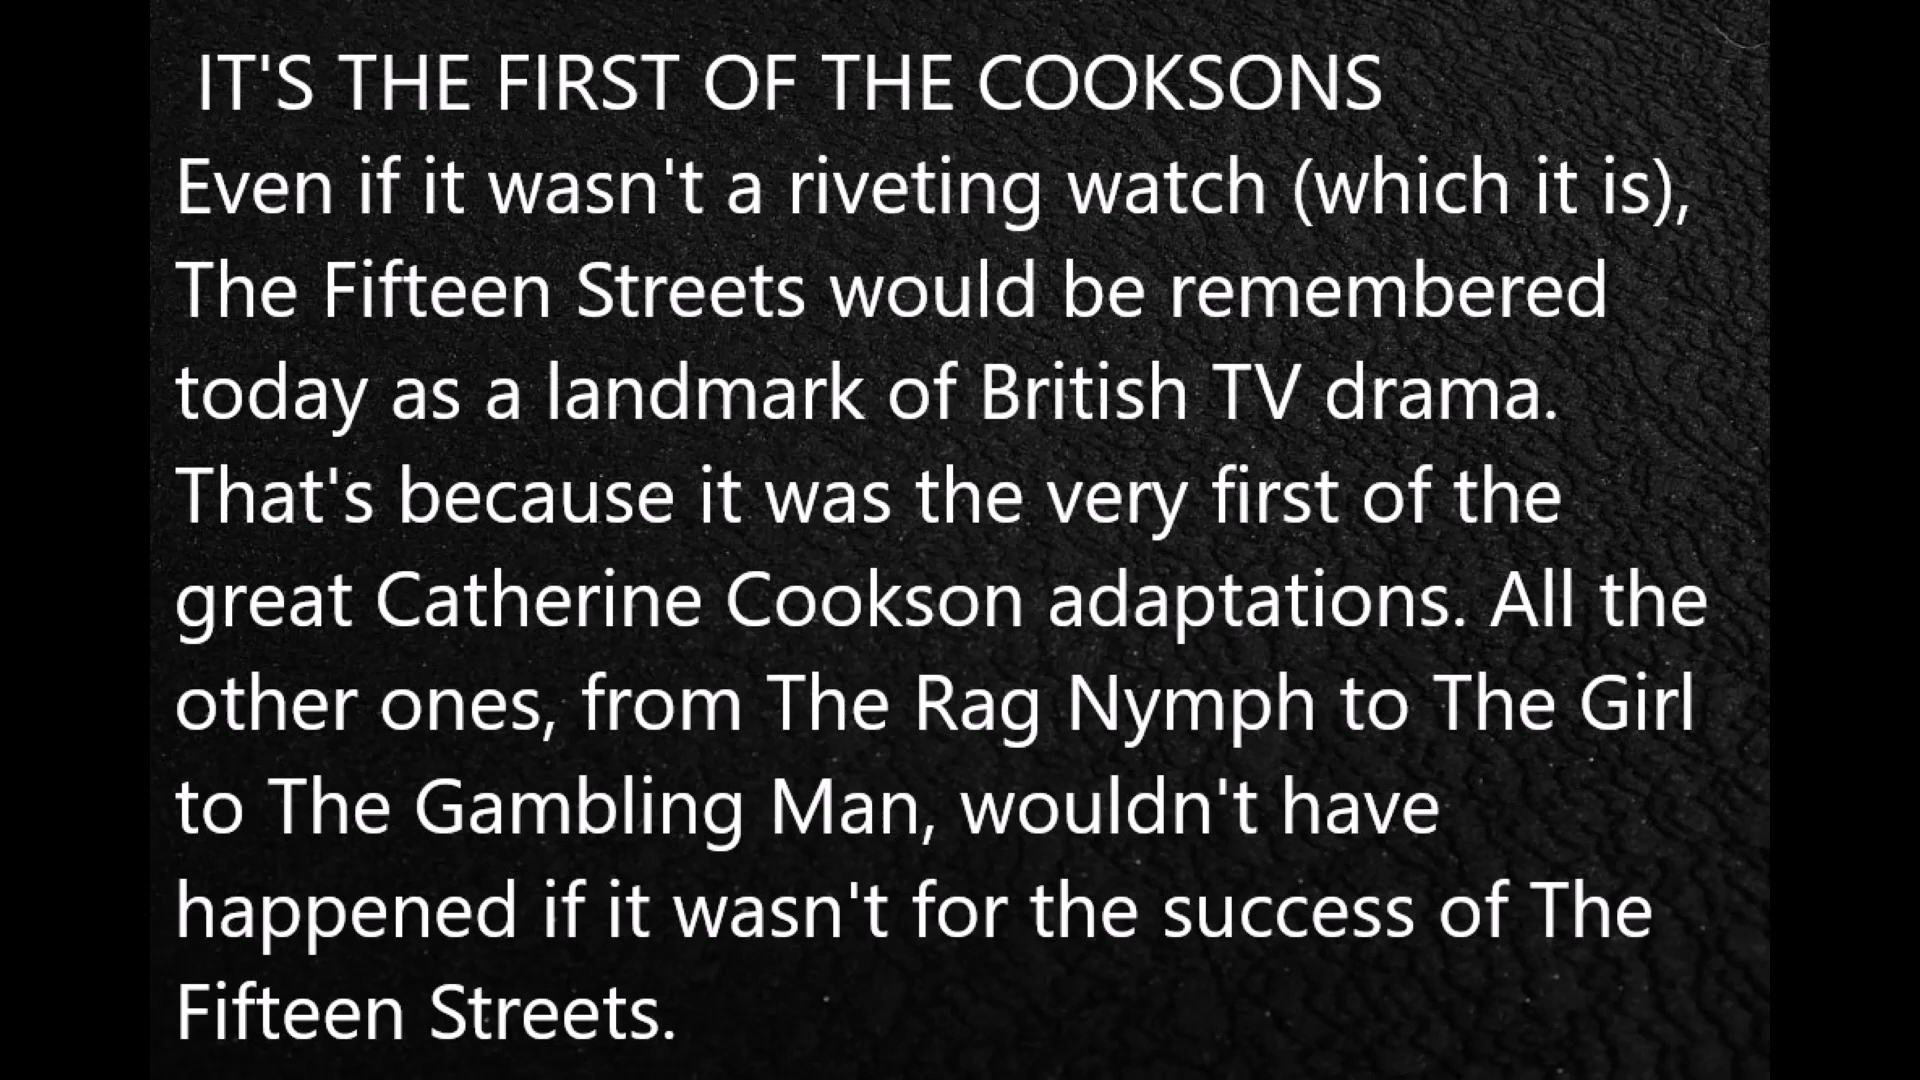 IT'S THE FIRST OF THE COOKSONS
Even if it wasn't a riveting watch (which it is),
The Fifteen Streets would be remembered
today as a landmark of British TV drama.
That's because it was the very first of the
great Catherine Cookson adaptations. All the
other ones, from The Rag Nymph to The Girl
to The Gambling Man, wouldn't have
happened if it wasn't for the success of The
Fifteen Streets.